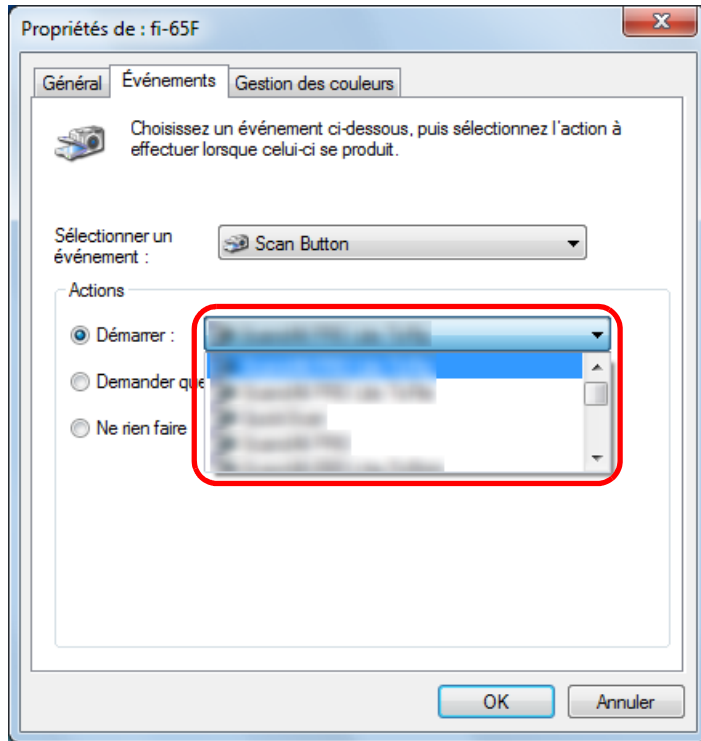 Propriétés de : fi-65F
Général
Événements
Gestion des couleurs
Choisissez un événement ci-dessous, puis sélectionnez l'action à
effectuer lorsque celui-ci se produit.
Sélectionner un
événement :
Scan Button
Actions
Démarrer :
Demander que
Ne rien faire
OK
Annuler